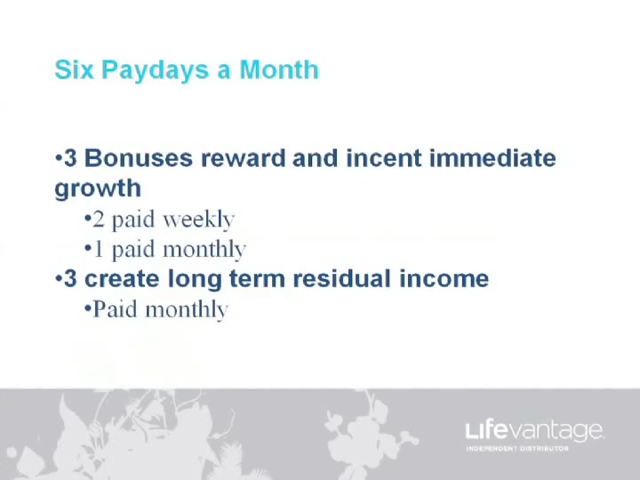 Six Paydays a Month
•3 Bonuses reward and incent immediate
growth
•2 paid weekly
•1 paid monthly
•3 create long term residual income
•Paid monthly
Lifevantage.
INDEPENDENT DISTRIBUTOR